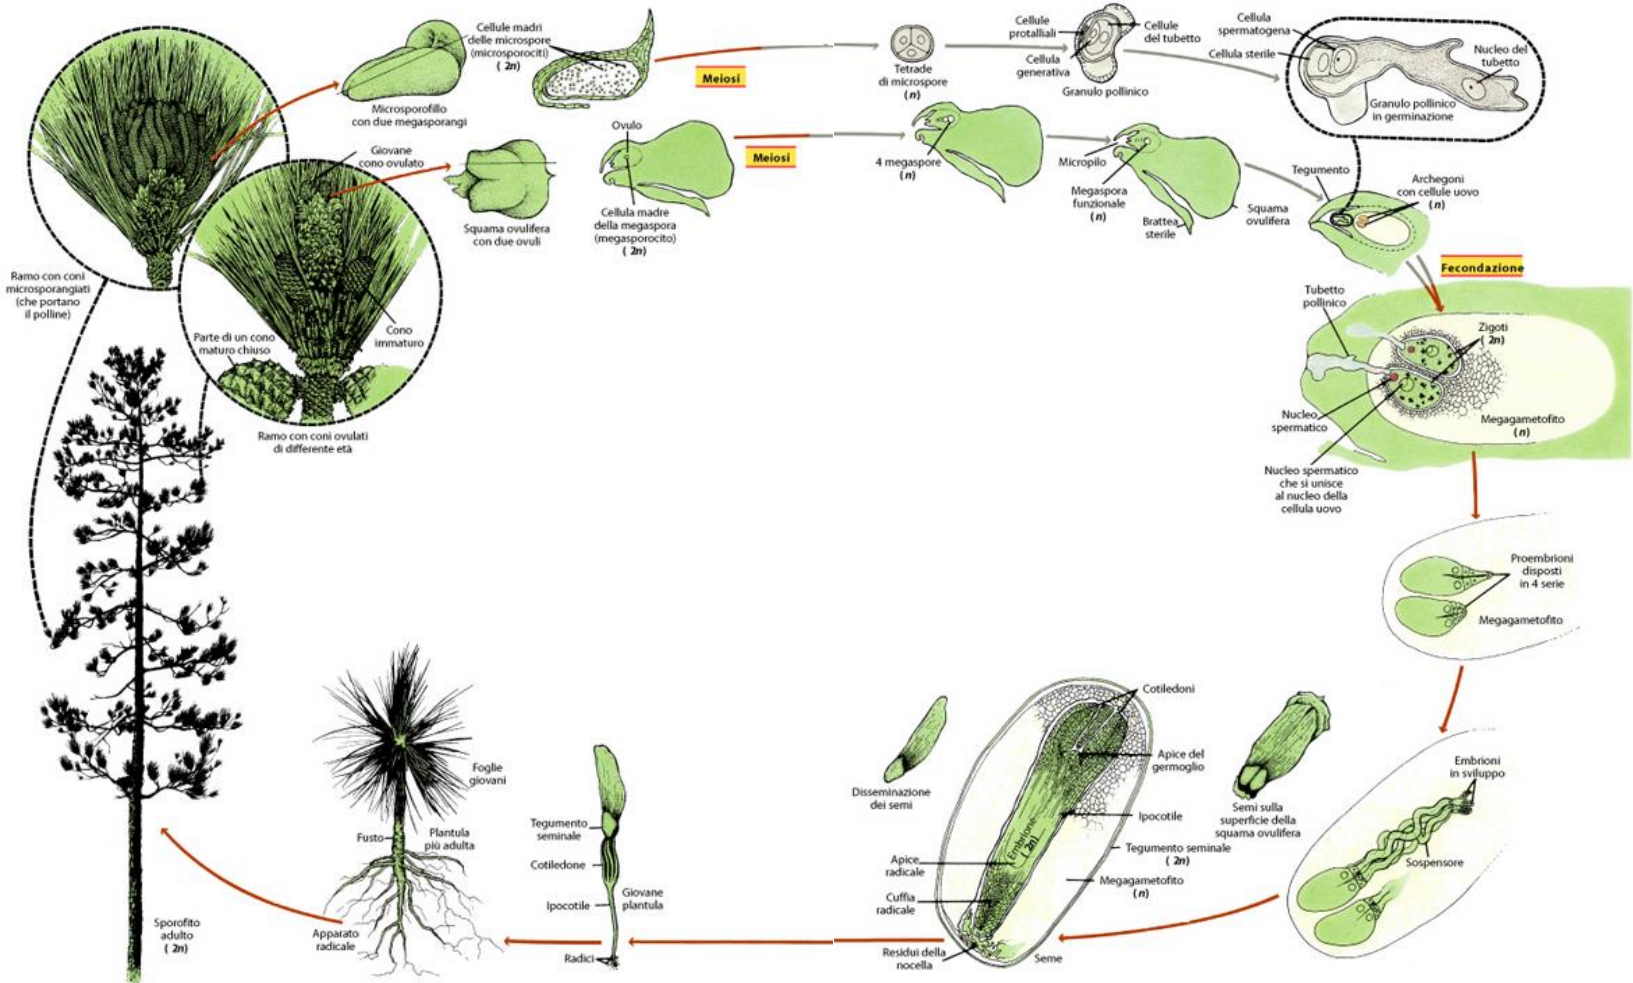 Cellule madri
delle microspore
(microsporociti)
( 2n)
Microsporofillo
con due megasporangi
Meiosi
Tetrade
di microspore
(n)
Cellule
protalliali
Cellula
generativa
Cellule
del tubetto
Granulo pollinico
Cellula
spermatogena
Cellula sterile
Nucleo del
tubetto
Granulo pollinico
in germinazione
Giovane
cono ovulato
Squama ovulifera
con due ovuli
Ovulo
Cellula madre
della megaspora
(megasporocito)
( 2n)
Meiosi
4 megaspore
(n)
Micropilo
Megaspora
funzionale
(n)
Brattea
sterile
Squama
ovulifera
Tegumento
Archegoni
con cellule uovo
(n)
Fecondazione
Ramo con coni
microsporangiati
(che portano
il polline)
Parte di un cono
maturo chiuso
Cono
immaturo
Ramo con coni ovulati
di differente età
Tubetto
pollinico
Zigoti
( 2n)
Nucleo
spermatico
Megagametofito
(n)
Nucleo spermatico
che si unisce
al nucleo della
cellula uovo
Proembrioni
disposti
in 4 serie
Megagametofito
Embrioni
in sviluppo
Sospensore
Semi sulla
superficie della
squama ovulifera
Cotiledoni
Apice del
germoglio
Ipocotile
Tegumento seminale
( 2n)
Megagametofito
(n)
Embrione
( 2n)
Apice
radicale
Cuffia
radicale
Residui della
nocella
Seme
Disseminazione
dei semi
Tegumento
seminale
Cotiledone
Ipocotile
Giovane
plantula
Radici
Foglie
giovani
Fusto
Plantula
più adulta
Apparato
radicale
Sporofito
adulto
( 2n)